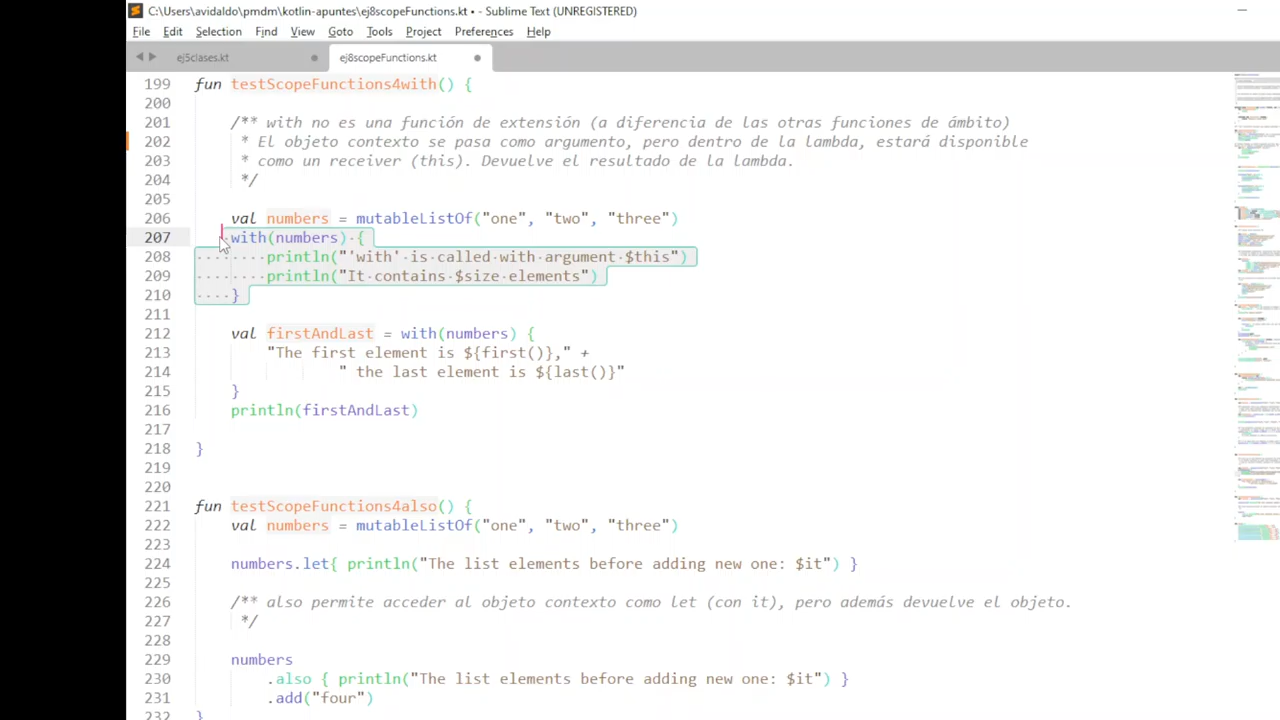 C:\Users\avidaldo\pmdm\kotlin-apuntes\ej8scopeFunctions.kt • - Sublime Text (UNREGISTERED)
File Edit Selection Find View Goto Tools Project Preferences Help
ej5clases.kt ej8scopeFunctions.kt
199 fun testScopeFunctions4with() {
200
201 /** with no es una función de extensión (a diferencia de las otras funciones de ámbito)
202 * El objeto contexto se pasa como argumento, pero dentro de la lambda, estará disponible
203 * como un receiver (this). Devuelve el resultado de la lambda.
204 */
205
206 val numbers = mutableListOf("one", "two", "three")
207 with(numbers) {
208 println("'with' is called with argument $this")
209 println("It contains $size elements")
210 }
211
212 val firstAndLast = with(numbers) {
213 "The first element is ${first()}," +
214 " the last element is ${last()}"
215 }
216 println(firstAndLast)
217
218 }
219
220
221 fun testScopeFunctions4also() {
222 val numbers = mutableListOf("one", "two", "three")
223
224 numbers.let{ println("The list elements before adding new one: $it") }
225
226 /** also permite acceder al objeto contexto como let (con it), pero además devuelve el objeto.
227 */
228
229 numbers
230 .also { println("The list elements before adding new one: $it") }
231 .add("four")
232 }